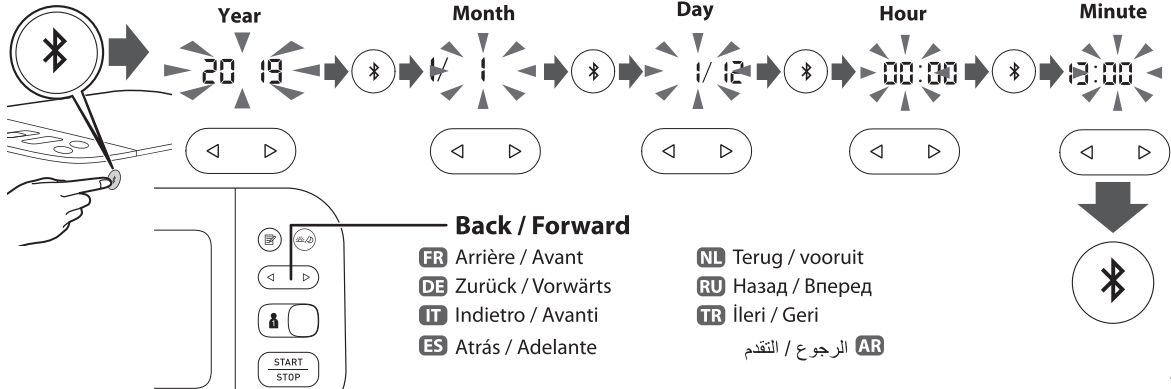 Year
Month
Day
Hour
Minute
20 19
1/ 1
1/ 12
00:00
13:00
Back / Forward
FR Arrière / Avant
DE Zurück / Vorwärts
IT Indietro / Avanti
ES Atrás / Adelante
NL Terug / vooruit
RU Назад / Вперед
TR İleri / Geri
AR الرجوع / التقدم
START
STOP